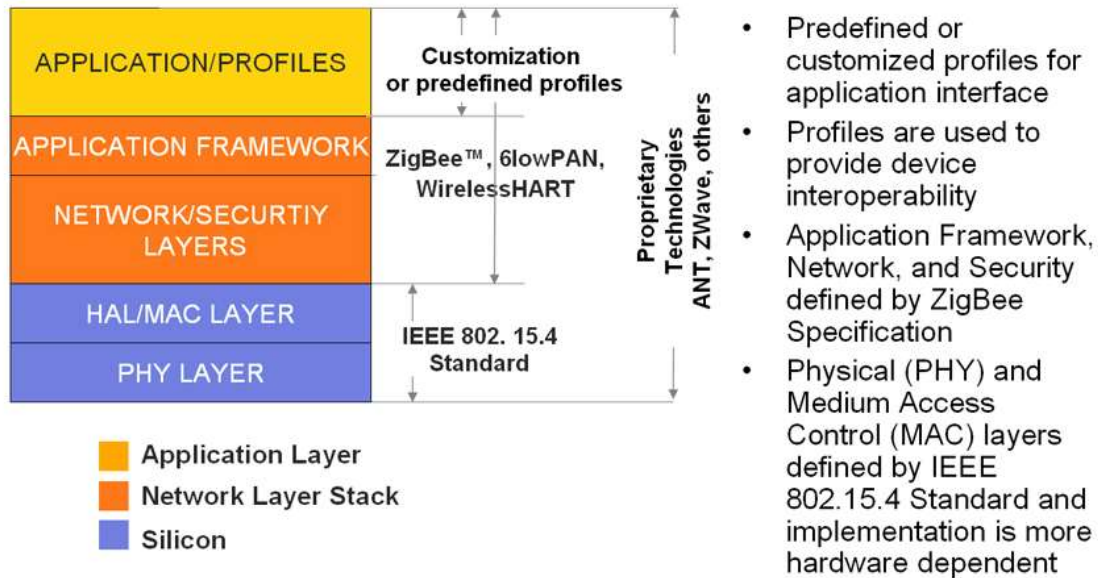 APPLICATION/PROFILES
APPLICATION FRAMEWORK
NETWORK/SECURTIY
LAYERS
HAL/MAC LAYER
PHY LAYER
Customization
or predefined profiles
ZigBee™, 6lowPAN,
WirelessHART
IEEE 802. 15.4
Standard
Proprietary
Technologies
ANT, ZWave, others
Application Layer
Network Layer Stack
Silicon
• Predefined or
customized profiles for
application interface
• Profiles are used to
provide device
interoperability
• Application Framework,
Network, and Security
defined by ZigBee
Specification
• Physical (PHY) and
Medium Access
Control (MAC) layers
defined by IEEE
802.15.4 Standard and
implementation is more
hardware dependent